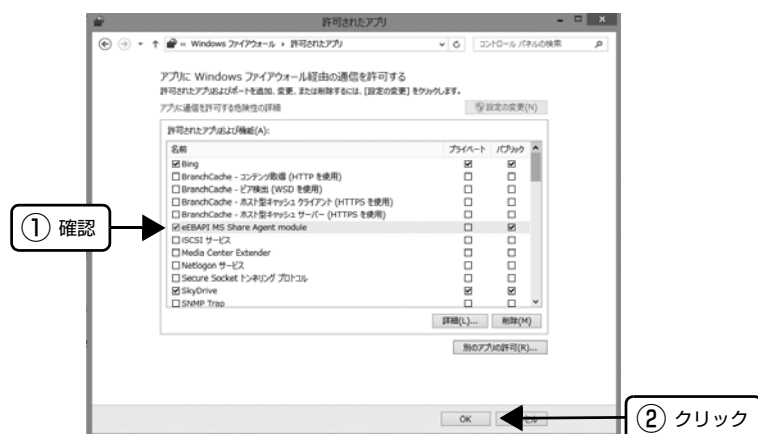 許可されたアプリ
« Windows ファイアウォール › 許可されたアプリ
コントロール パネルの検索
アプリに Windows ファイアウォール経由の通信を許可する
許可されたアプリおよびポートを追加、変更、または削除するには、[設定の変更] をクリックします。
アプリに通信を許可する危険性の詳細
設定の変更(N)
許可されたアプリおよび機能(A):
名前 プライベート パブリック
Bing
BranchCache - コンテンツ取得 (HTTP を使用)
BranchCache - ピア検出 (WSD を使用)
BranchCache - ホスト型キャッシュ クライアント (HTTPS を使用)
BranchCache - ホスト型キャッシュ サーバー (HTTPS を使用)
① 確認
eEBAPI MS Share Agent module
iSCSI サービス
Media Center Extender
Netlogon サービス
Secure Socket トンネリング プロトコル
SkyDrive
SNMP Trap
詳細(L)... 削除(M)
別のアプリの許可(R)...
OK
② クリック